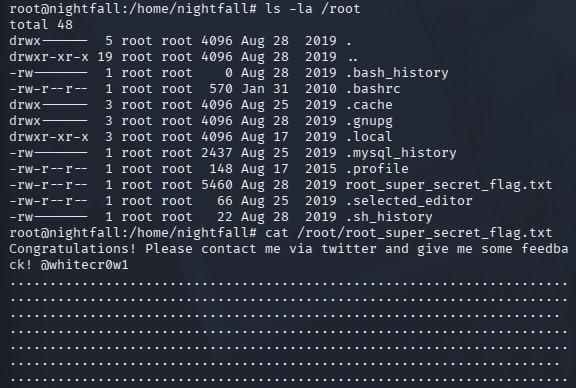 root@nightfall:/home/nightfall# ls -la /root
total 48
drwx------  5 root root 4096 Aug 28  2019 .
drwxr-xr-x 19 root root 4096 Aug 28  2019 ..
-rw-------  1 root root    0 Aug 28  2019 .bash_history
-rw-r--r--  1 root root  570 Jan 31  2010 .bashrc
drwx------  3 root root 4096 Aug 25  2019 .cache
drwx------  3 root root 4096 Aug 28  2019 .gnupg
drwxr-xr-x  3 root root 4096 Aug 17  2019 .local
-rw-------  1 root root 2437 Aug 25  2019 .mysql_history
-rw-r--r--  1 root root  148 Aug 17  2015 .profile
-rw-r--r--  1 root root 5460 Aug 28  2019 root_super_secret_flag.txt
-rw-r--r--  1 root root   66 Aug 25  2019 .selected_editor
-rw-------  1 root root   22 Aug 28  2019 .sh_history
root@nightfall:/home/nightfall# cat /root/root_super_secret_flag.txt
Congratulations! Please contact me via twitter and give me some feedba
ck! @whitecr0w1
......................................................................
......................................................................
.....................................................................
......................................................................
......................................................................
.....................................................................
......................................................................